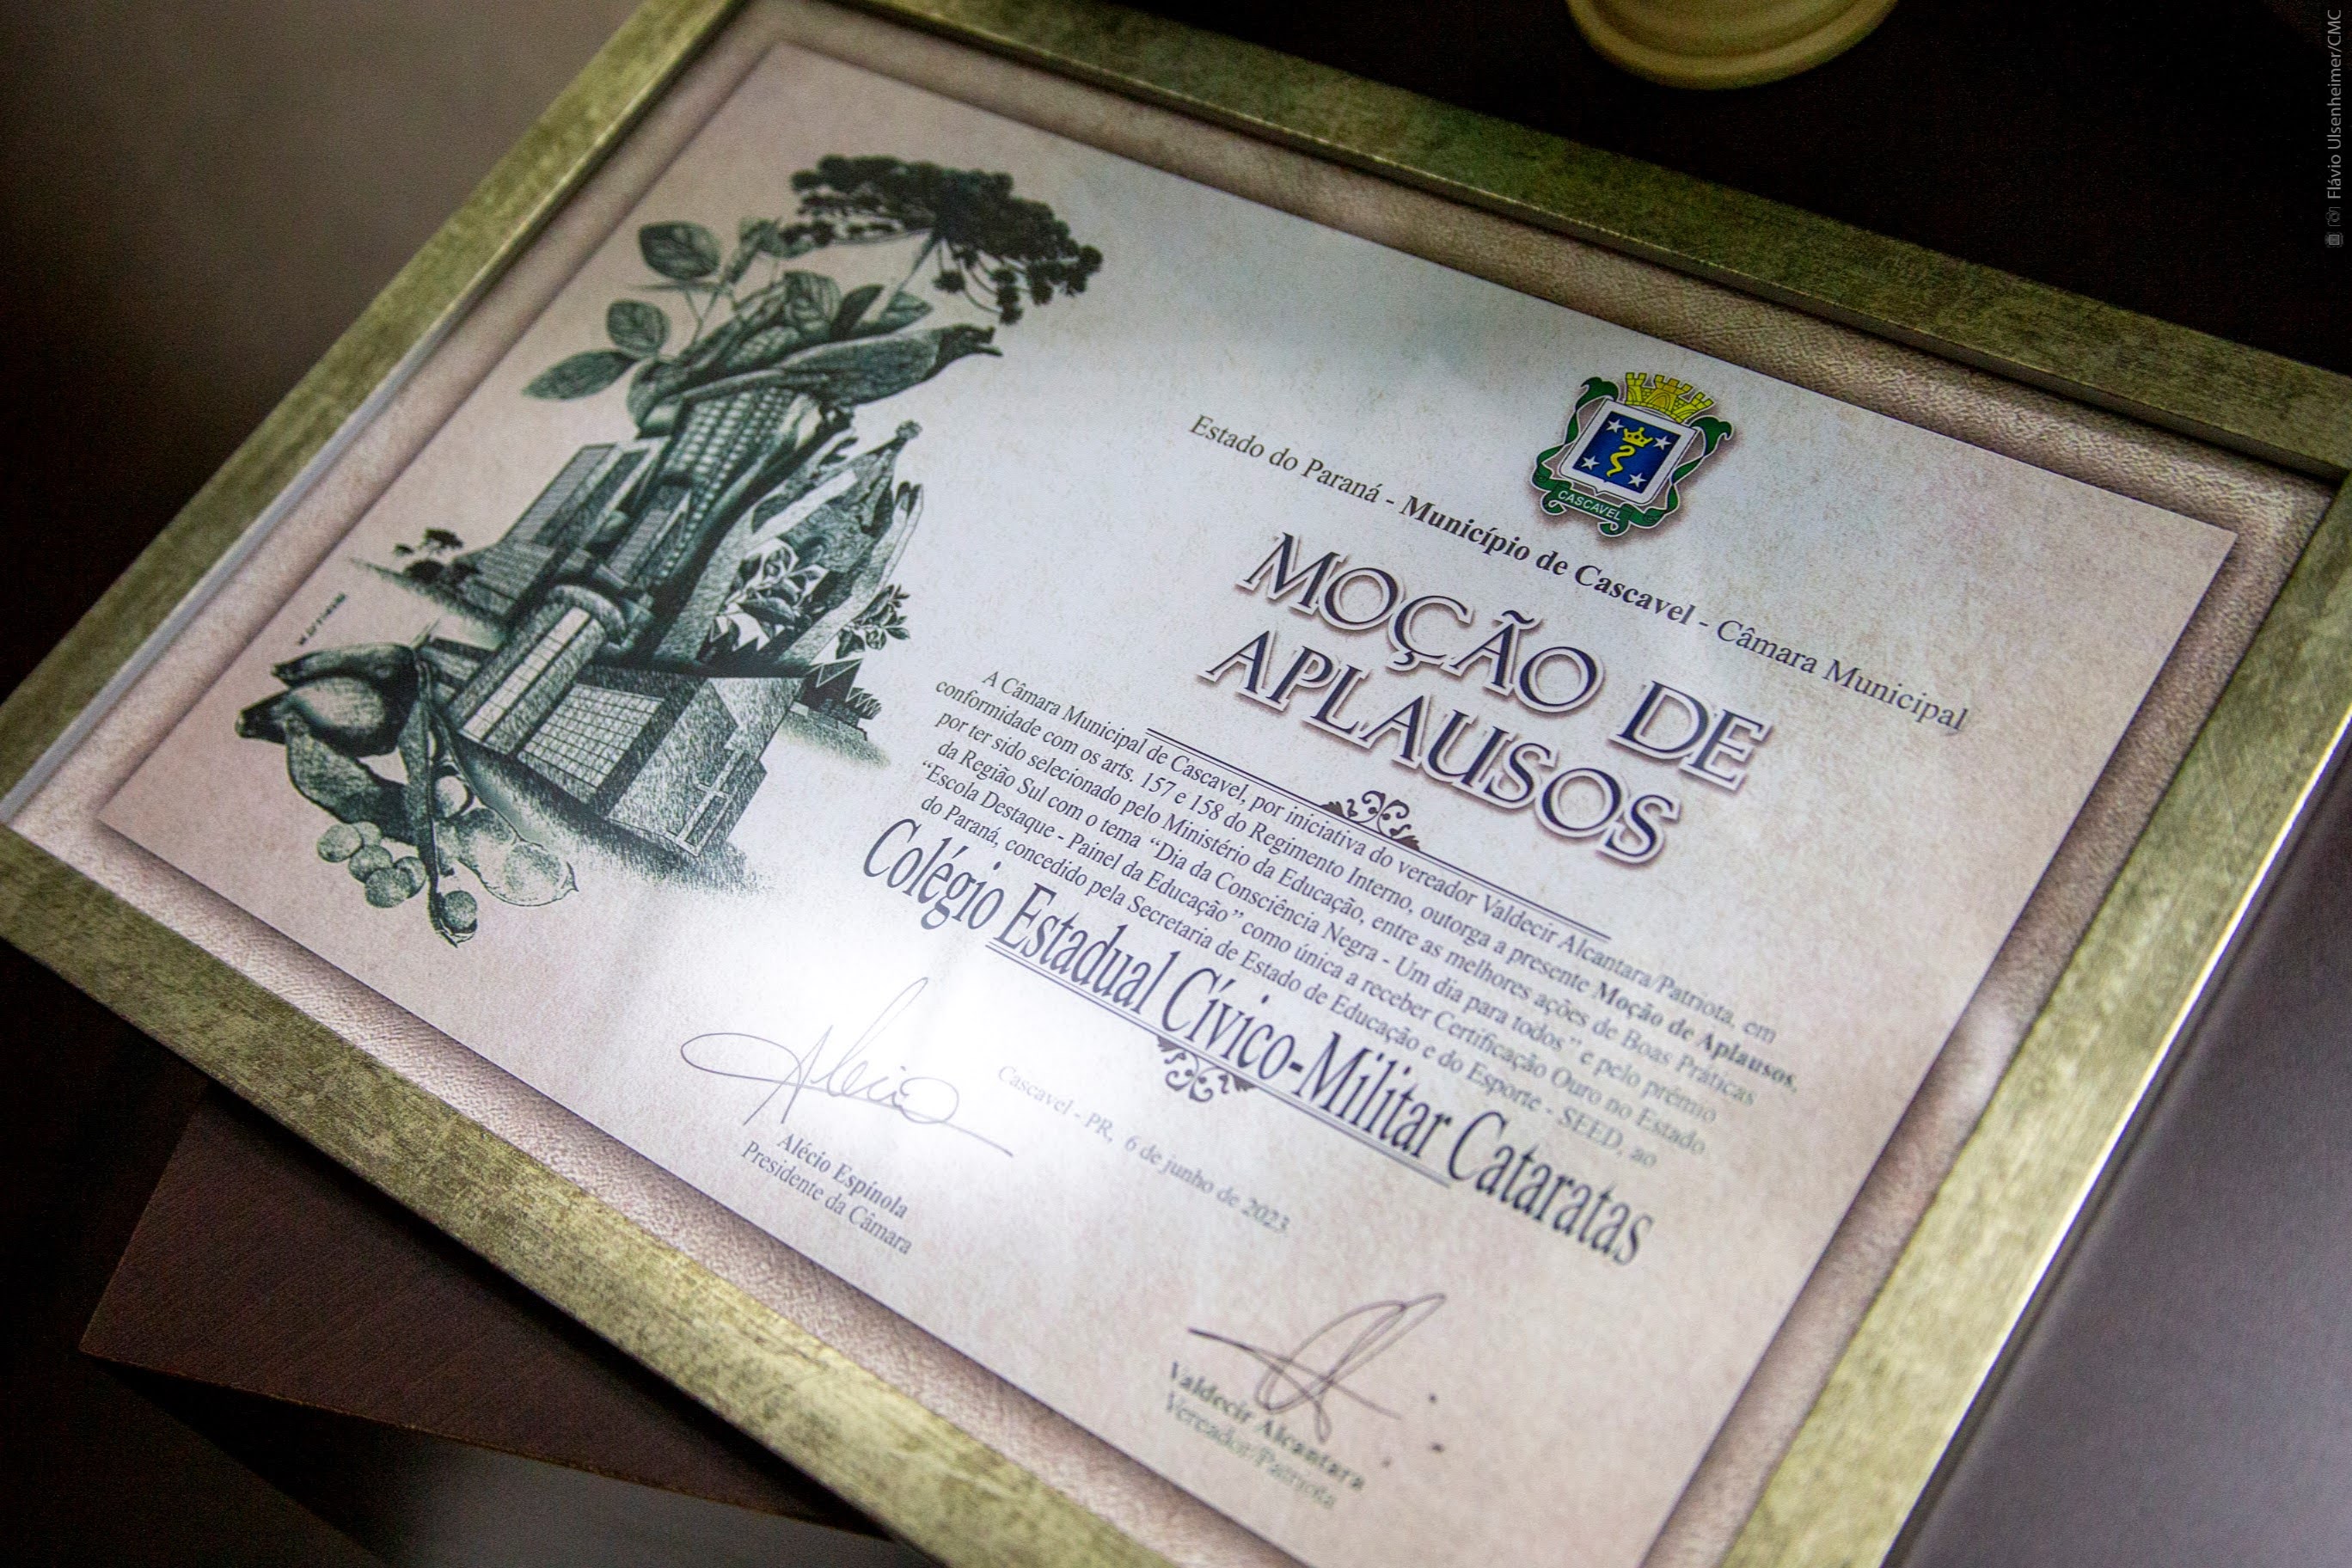 Flávio Ulsenheimer/CMC
CASCAVEL
Estado do Paraná - Município de Cascavel - Câmara Municipal
MOÇÃO DE
APLAUSOS
A Câmara Municipal de Cascavel, por iniciativa do vereador Valdecir Alcantara/Patriota, em
conformidade com os arts. 157 e 158 do Regimento Interno, outorga a presente Moção de Aplausos,
por ter sido selecionado pelo Ministério da Educação, entre as melhores ações de Boas Práticas
da Região Sul com o tema “Dia da Consciência Negra - Um dia para todos” e pelo prêmio
“Escola Destaque - Painel da Educação” como única a receber Certificação Ouro no Estado
do Paraná, concedido pela Secretaria de Estado de Educação e do Esporte - SEED, ao
Colégio Estadual Cívico-Militar Cataratas
Cascavel - PR, 6 de junho de 2023
Alécio
Alécio Espínola
Presidente da Câmara
Valdecir Alcantara
Vereador/Patriota